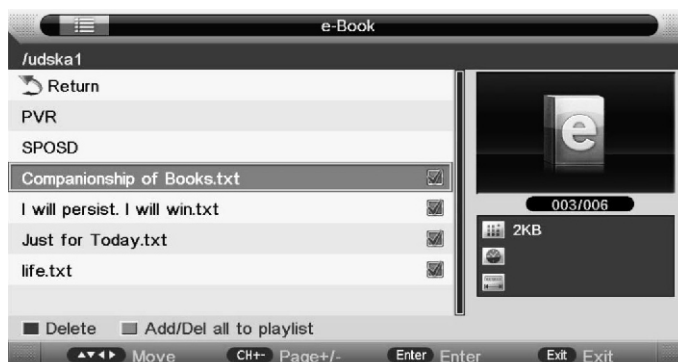 e-Book
/udska1
Return
PVR
SPOSD
Companionship of Books.txt
I will persist. I will win.txt
Just for Today.txt
life.txt
e
003/006
2KB
Delete Add/Del all to playlist
Move CH+- Page+/- Enter Enter Exit Exit